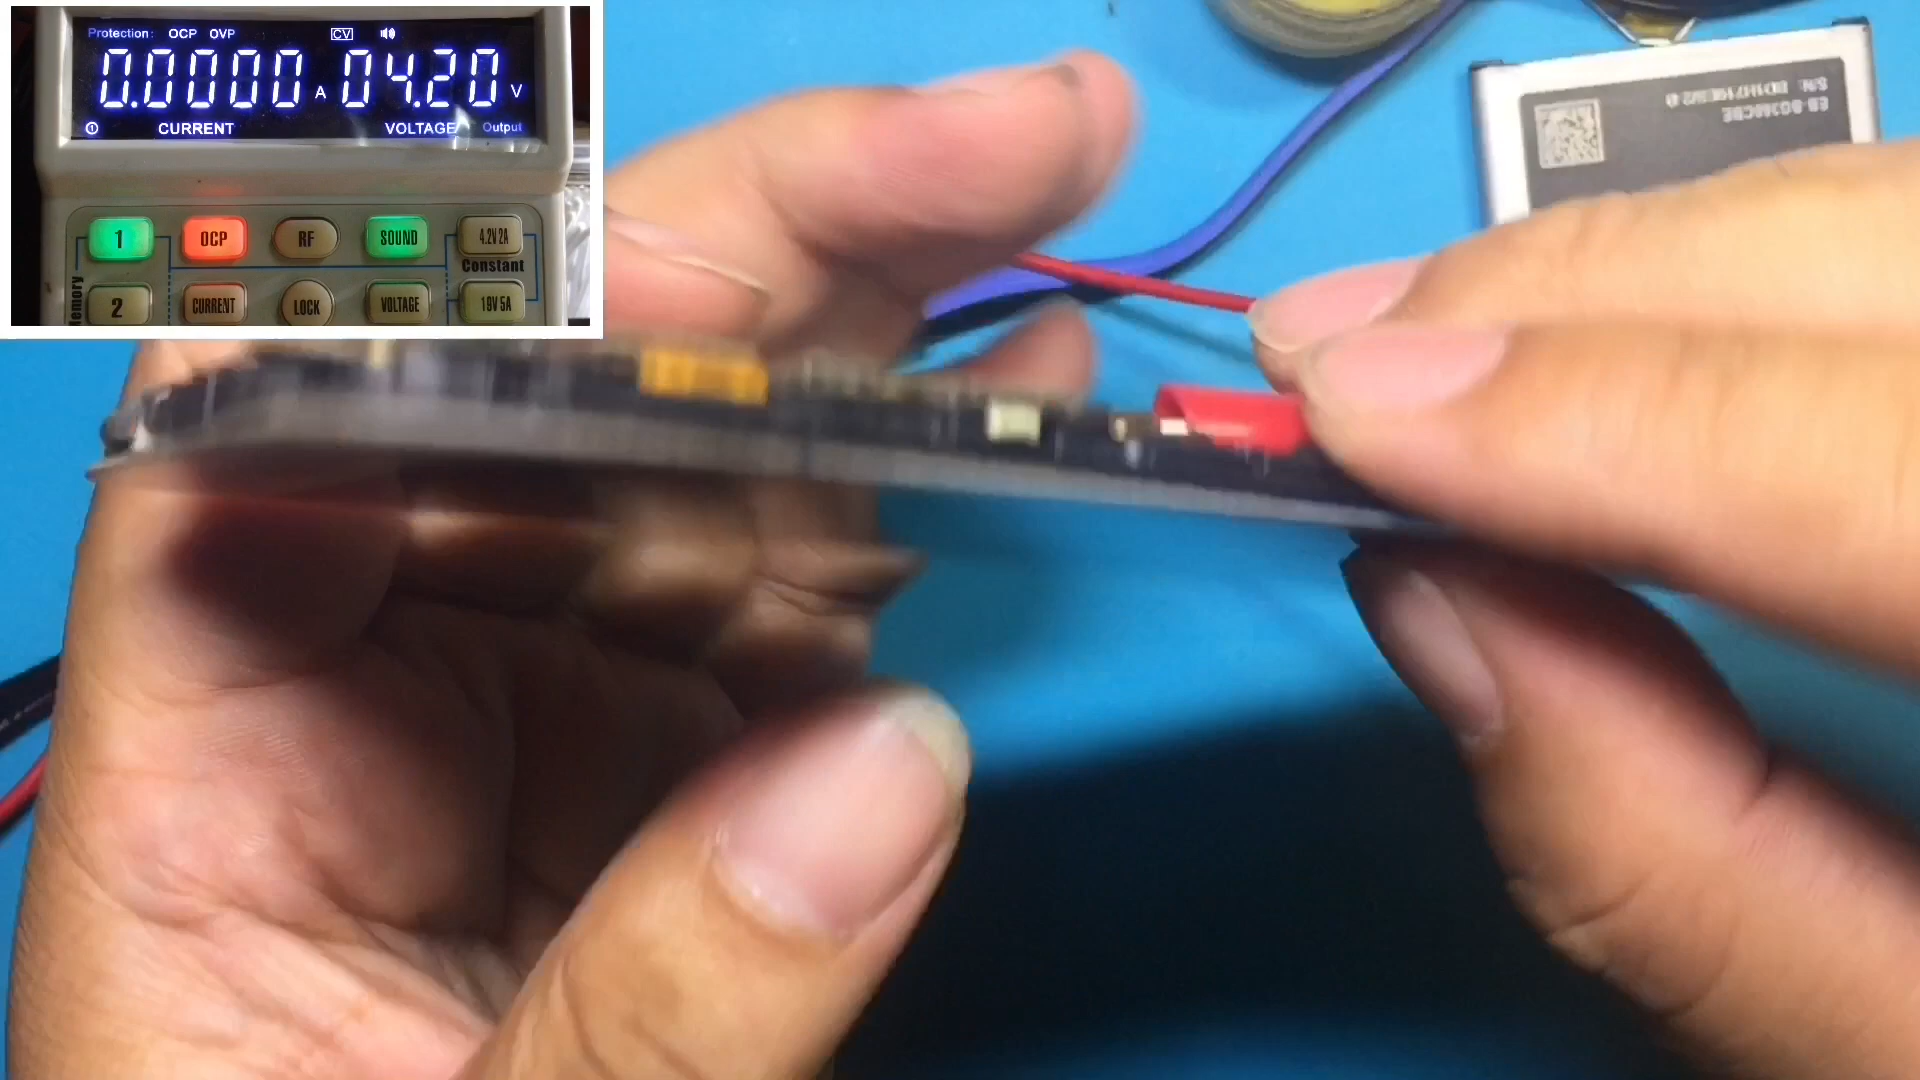 Protection: OCP OVP CV
0.0000 A 04.20 V
CURRENT VOLTAGE Output
1 OCP RF SOUND 4.2V 2A
Constant
2 CURRENT LOCK VOLTAGE 19V 5A
Memory